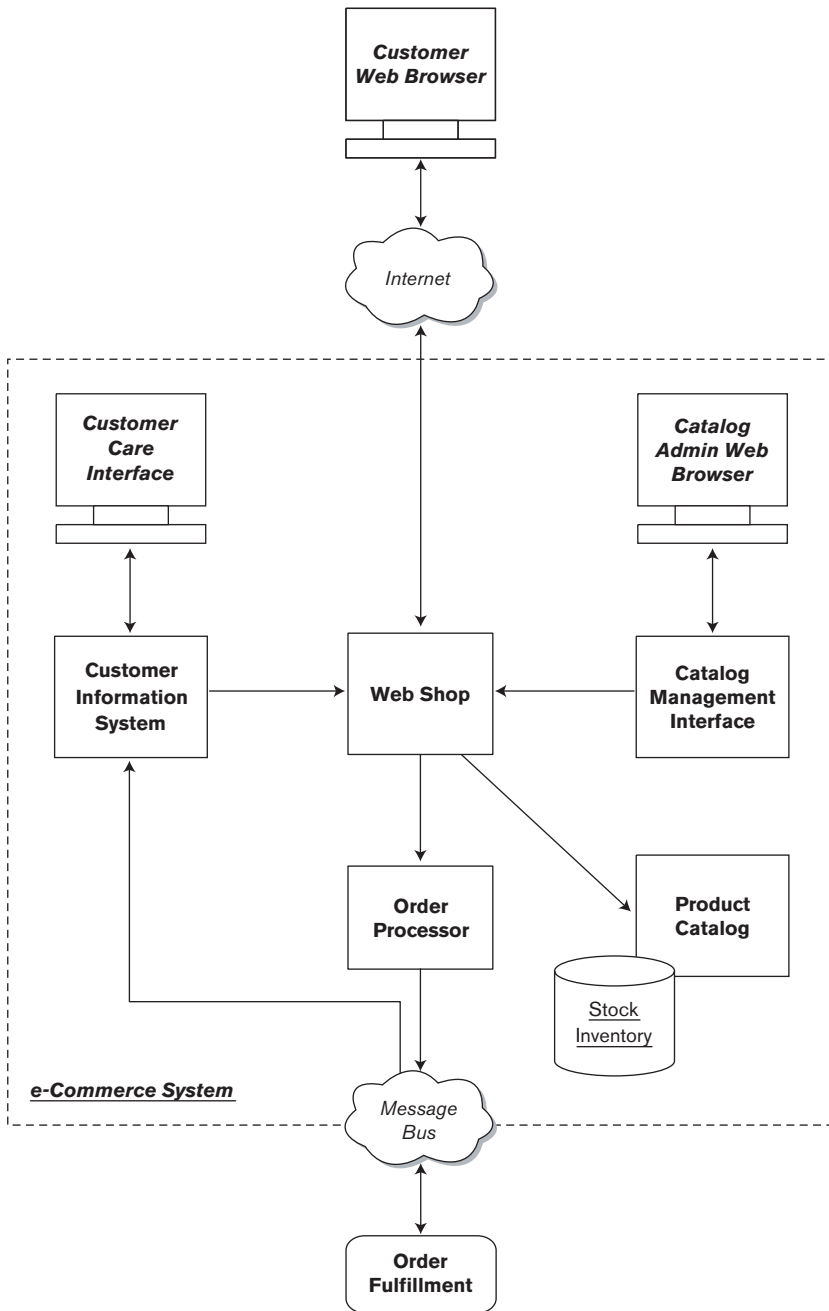 Customer
Web Browser
Internet
Customer
Care
Interface
Catalog
Admin Web
Browser
Customer
Information
System
Web Shop
Catalog
Management
Interface
Order
Processor
Product
Catalog
Stock
Inventory
e-Commerce System
Message
Bus
Order
Fulfillment